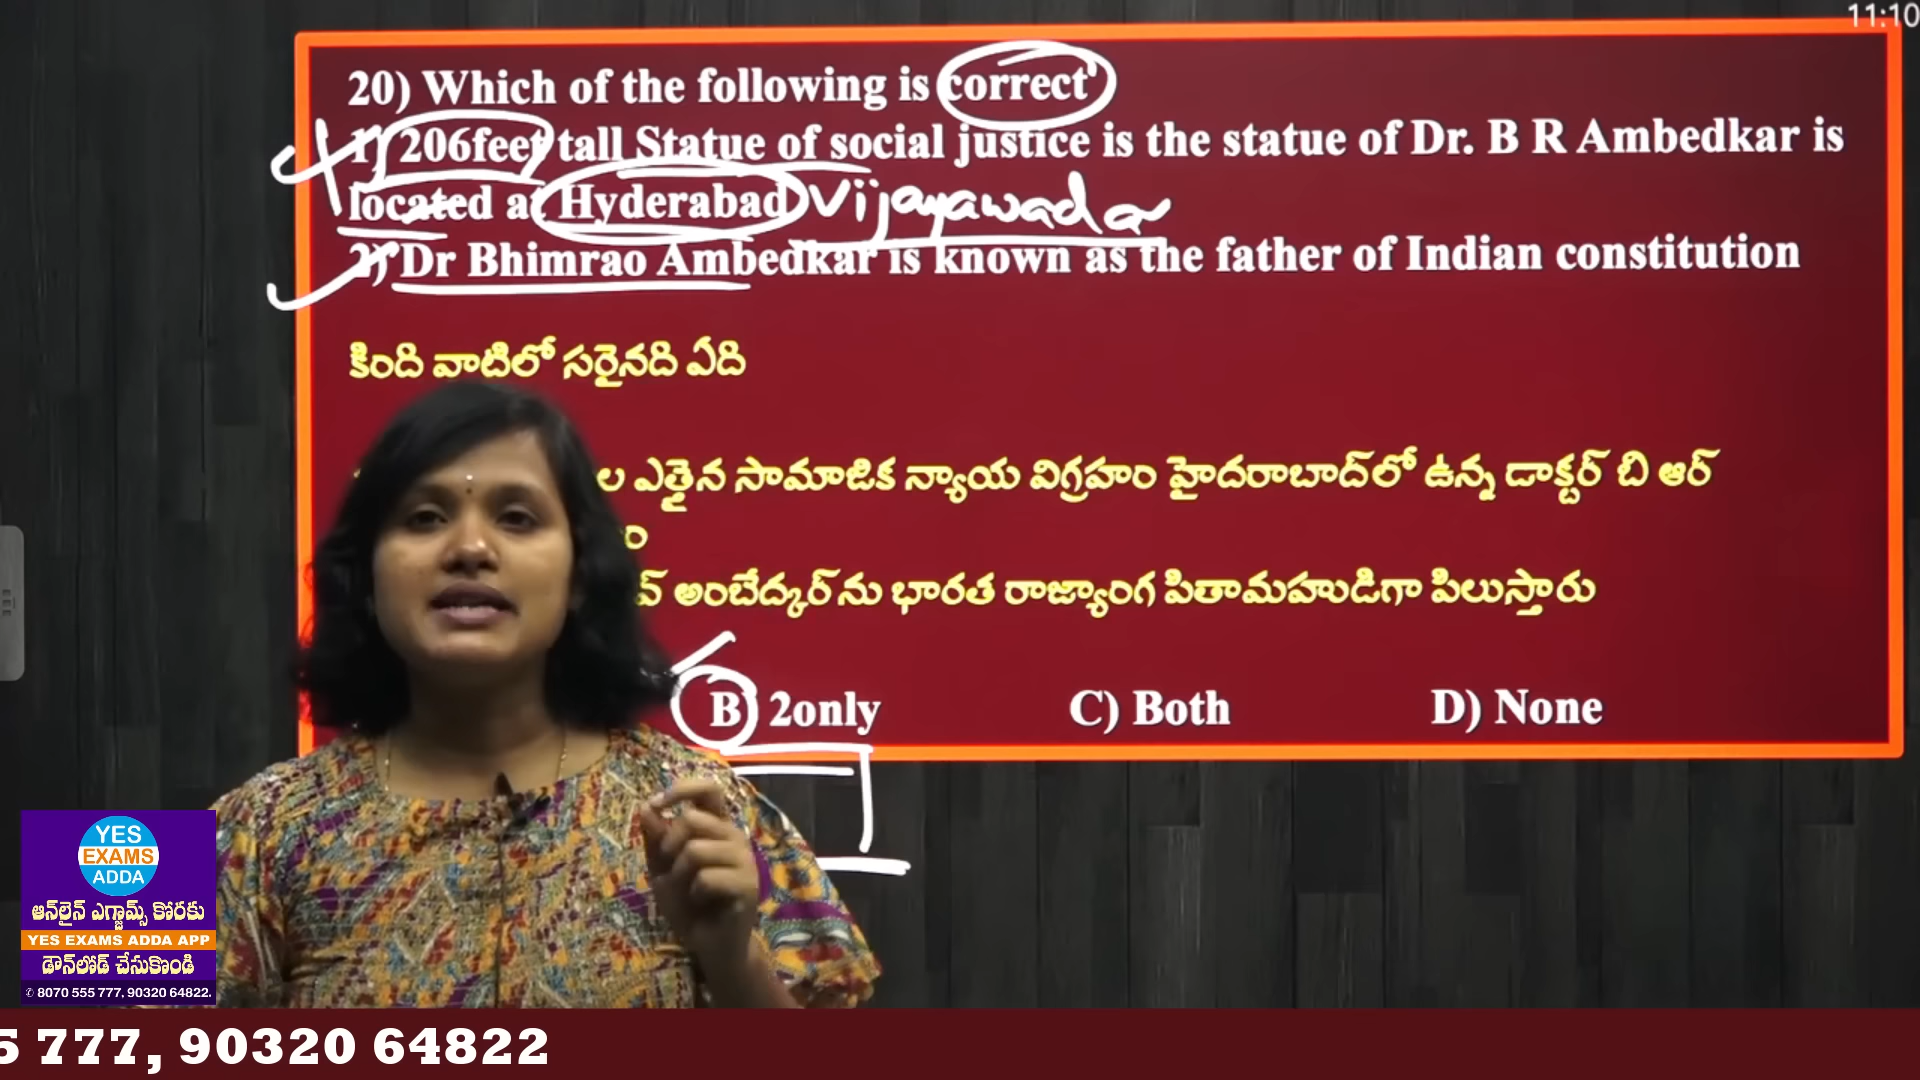 11:10
20) Which of the following is correct
1) 206feet tall Statue of social justice is the statue of Dr. B R Ambedkar is
located at Hyderabad Vijayawada
2) Dr Bhimrao Ambedkar is known as the father of Indian constitution
కింది వాటిలో సరైనది ఏది
ల ఎత్తైన సామాజిక న్యాయ విగ్రహం హైదరాబాద్‌లో ఉన్న డాక్టర్ బి ఆర్
అంబేద్కర్ ను భారత రాజ్యాంగ పితామహుడిగా పిలుస్తారు
B) 2only C) Both D) None
YES
EXAMS
ADDA
ఆన్‌లైన్ ఎగ్జామ్స్ కొరకు
YES EXAMS ADDA APP
డౌన్‌లోడ్ చేసుకొండి
✆ 8070 555 777, 90320 64822.
5 777, 90320 64822